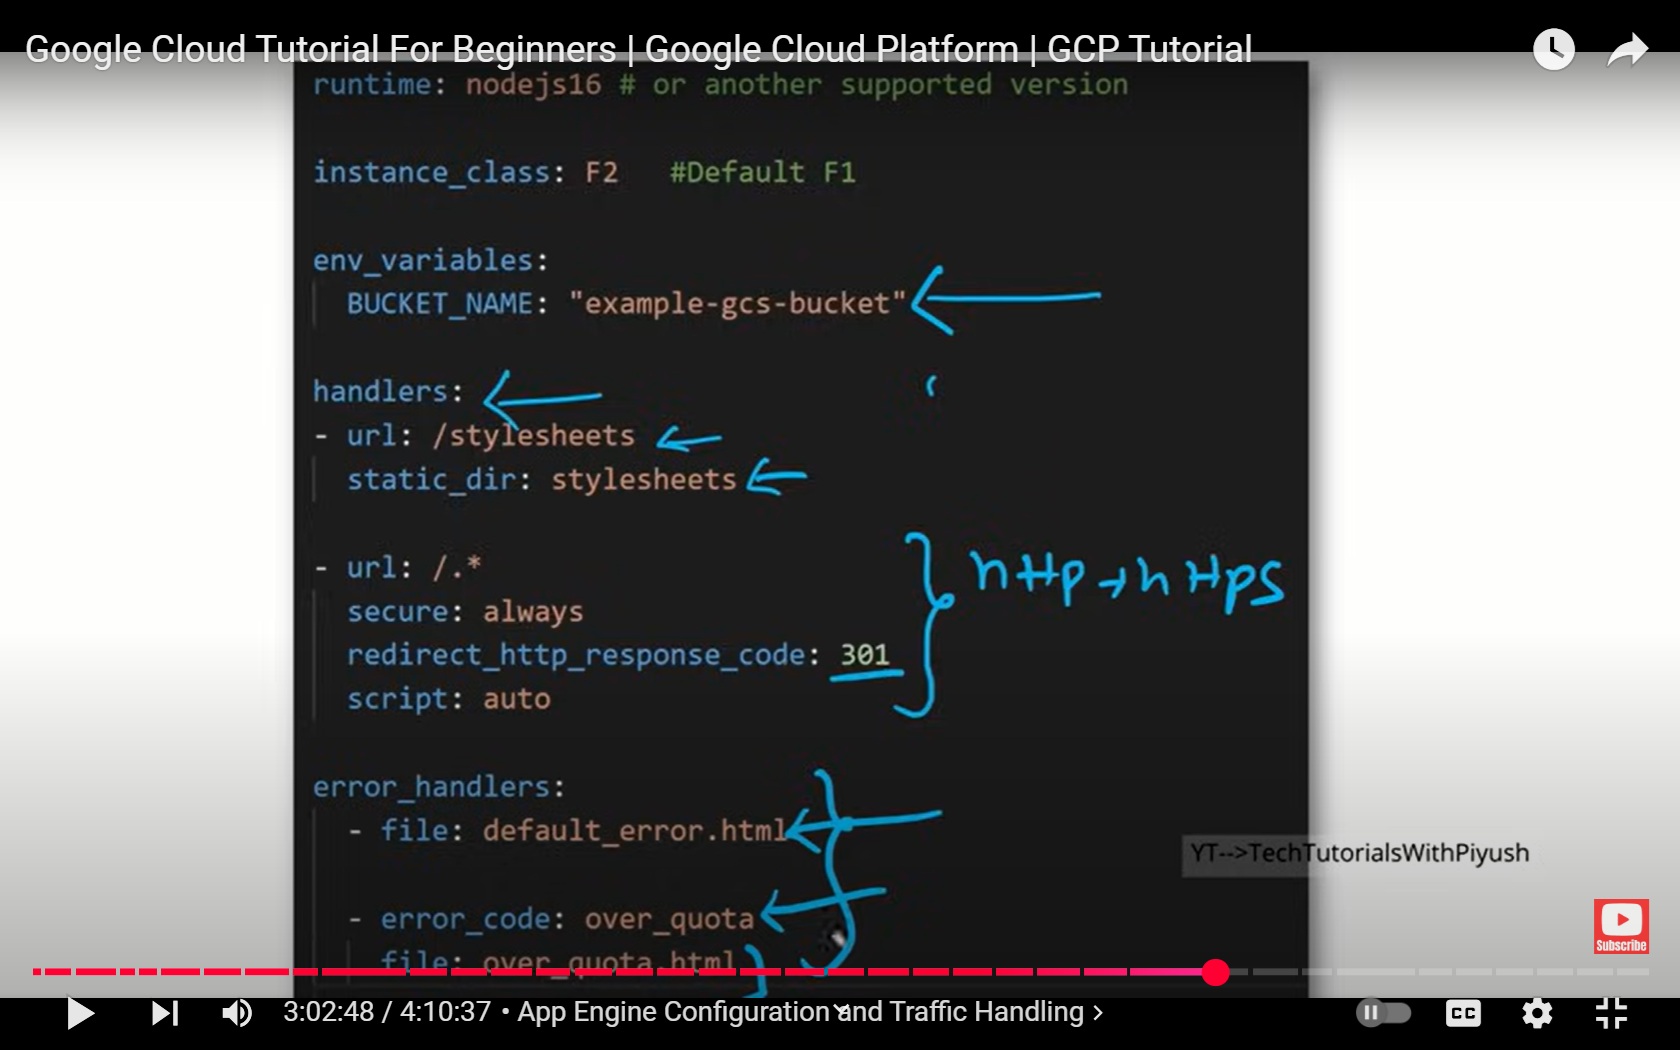 Google Cloud Tutorial For Beginners | Google Cloud Platform | GCP Tutorial
runtime: nodejs16 # or another supported version
instance_class: F2 #Default F1
env_variables:
BUCKET_NAME: "example-gcs-bucket"
handlers:
- url: /stylesheets
static_dir: stylesheets
- url: /.*
secure: always
redirect_http_response_code: 301
script: auto
http → https
error_handlers:
- file: default_error.html
- error_code: over_quota
file: over_quota.html
YT-->TechTutorialsWithPiyush
Subscribe
3:02:48 / 4:10:37 • App Engine Configuration and Traffic Handling >
CC